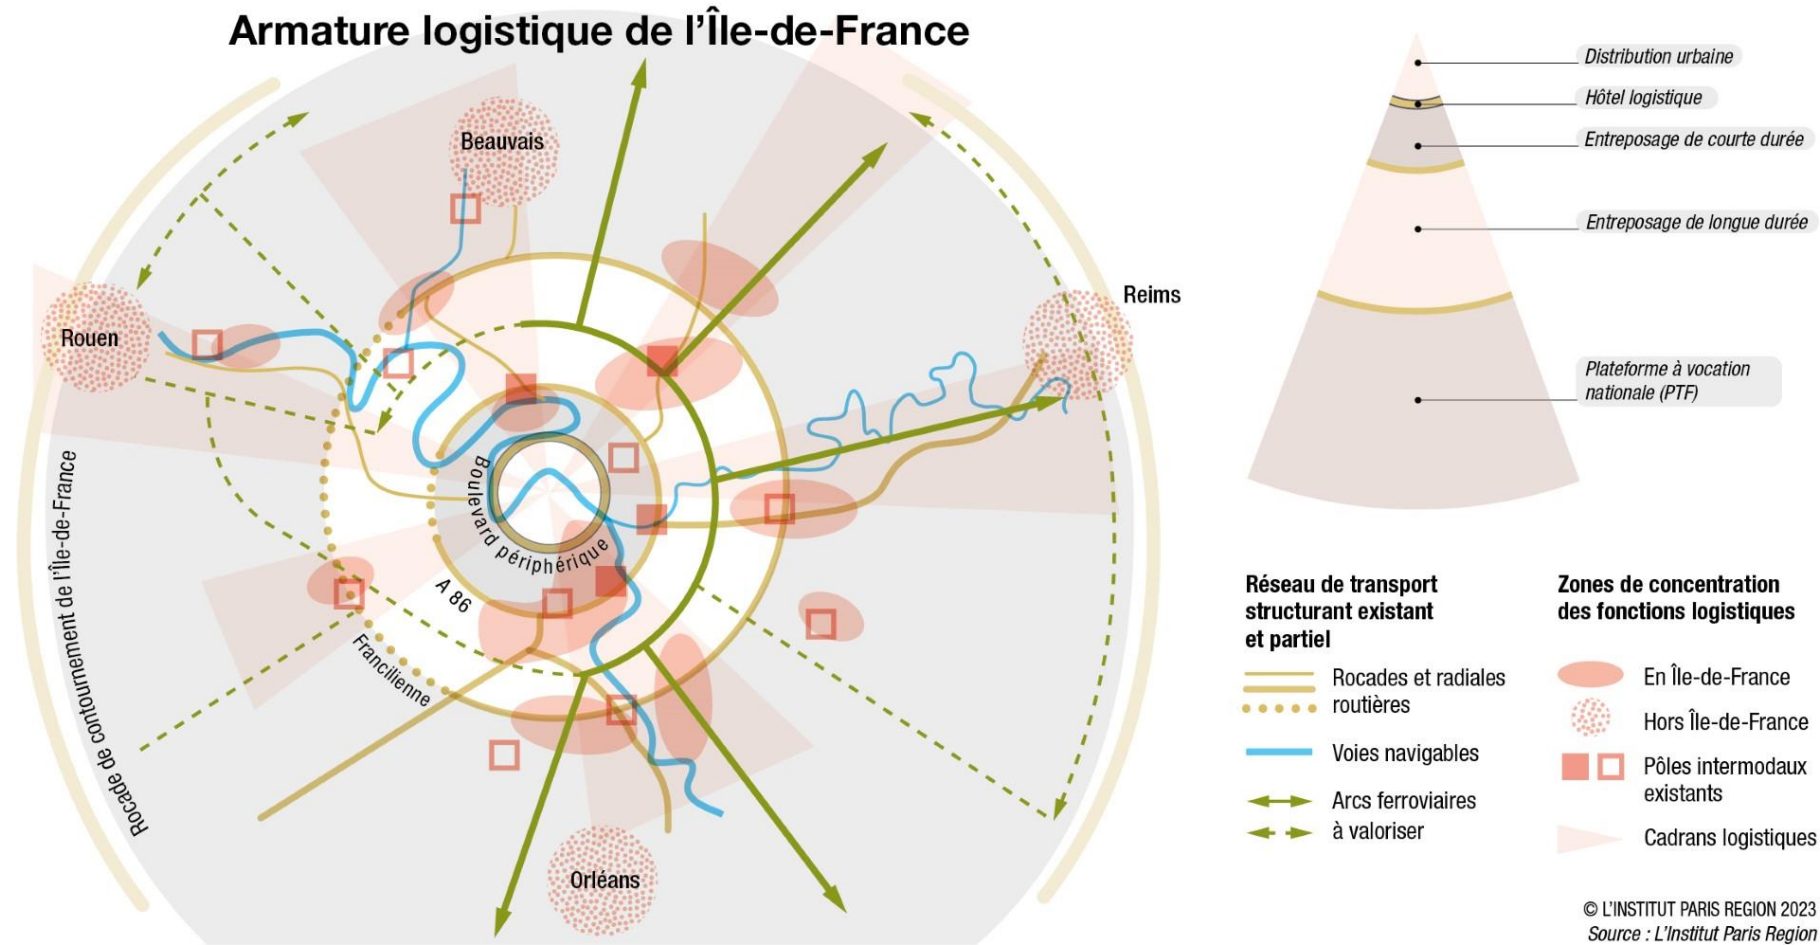 Armature logistique de l’Île-de-France
Beauvais
Rouen
Reims
Orléans
Boulevard périphérique
A 86
Francilienne
Rocade de contournement de l’Île-de-France
Distribution urbaine
Hôtel logistique
Entreposage de courte durée
Entreposage de longue durée
Plateforme à vocation
nationale (PTF)
Réseau de transport
structurant existant
et partiel
Rocades et radiales
routières
Voies navigables
Arcs ferroviaires
à valoriser
Zones de concentration
des fonctions logistiques
En Île-de-France
Hors Île-de-France
Pôles intermodaux
existants
Cadrans logistiques
© L’INSTITUT PARIS REGION 2023
Source : L’Institut Paris Region